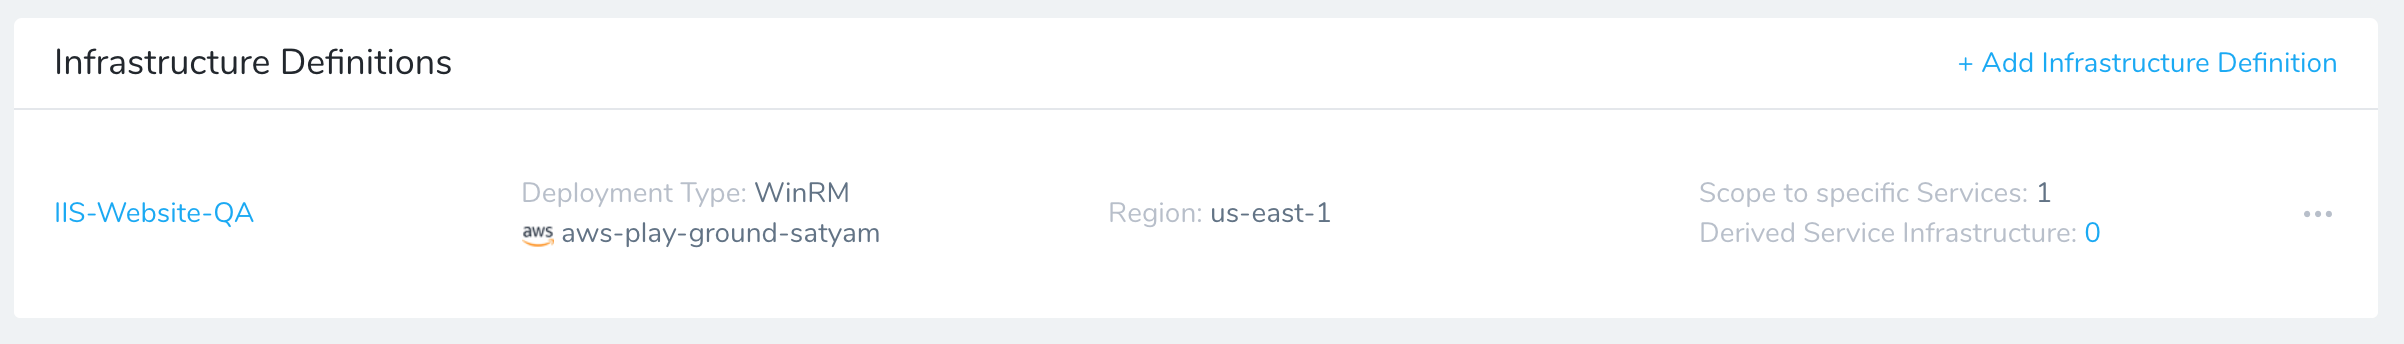 Infrastructure Definitions
+ Add Infrastructure Definition
IIS-Website-QA
Deployment Type: WinRM
aws aws-play-ground-satyam
Region: us-east-1
Scope to specific Services: 1
Derived Service Infrastructure: 0